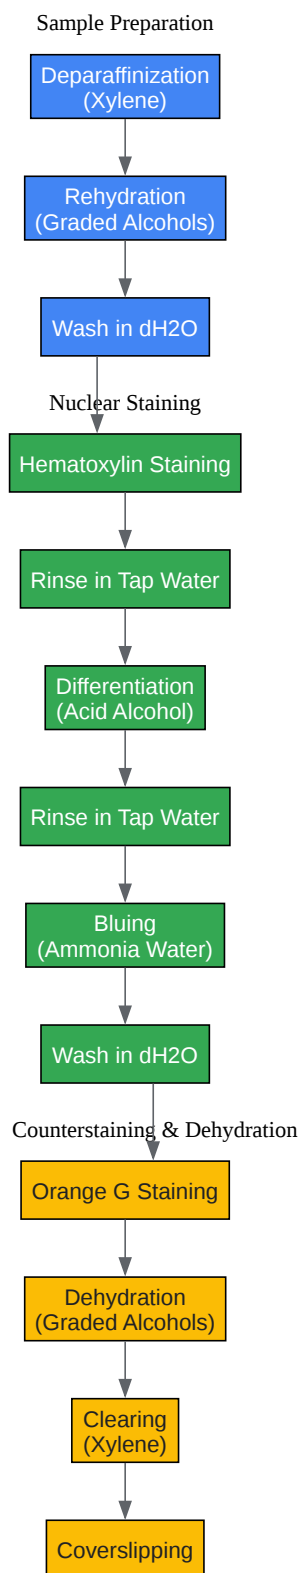 Sample Preparation
Deparaffinization
(Xylene)
Rehydration
(Graded Alcohols)
Wash in dH2O
Nuclear Staining
Hematoxylin Staining
Rinse in Tap Water
Differentiation
(Acid Alcohol)
Rinse in Tap Water
Bluing
(Ammonia Water)
Wash in dH2O
Counterstaining & Dehydration
Orange G Staining
Dehydration
(Graded Alcohols)
Clearing
(Xylene)
Coverslipping